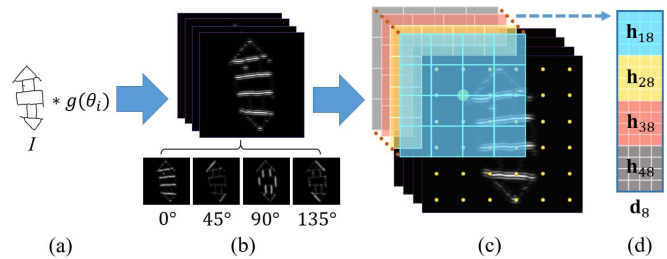 I
* g(θᵢ)
0° 45° 90° 135°
h₁₈
h₂₈
h₃₈
h₄₈
d₈
(a) (b) (c) (d)